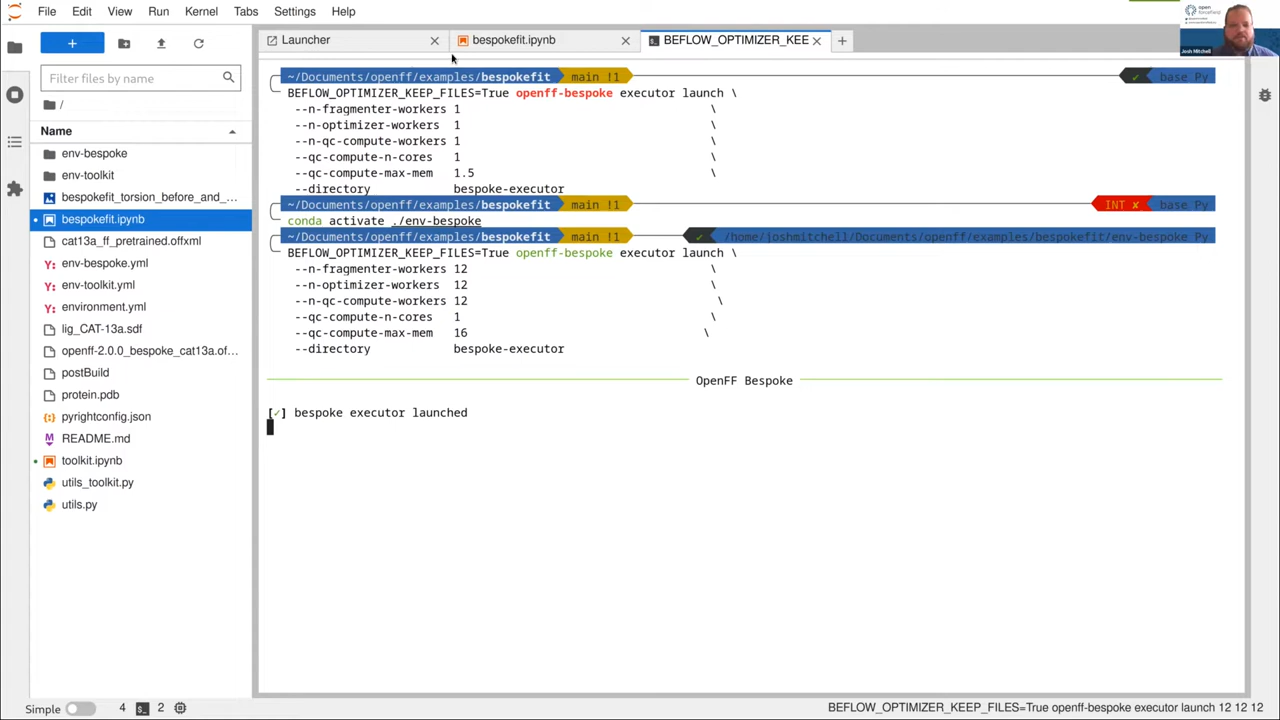 File Edit View Run Kernel Tabs Settings Help
open
forcefield
Josh Mitchell
Launcher
bespokefit.ipynb
BEFLOW_OPTIMIZER_KEE
Filter files by name
/
Name
env-bespoke
env-toolkit
bespokefit_torsion_before_and_...
bespokefit.ipynb
cat13a_ff_pretrained.offxml
env-bespoke.yml
env-toolkit.yml
environment.yml
lig_CAT-13a.sdf
openff-2.0.0_bespoke_cat13a.of...
postBuild
protein.pdb
pyrightconfig.json
README.md
toolkit.ipynb
utils_toolkit.py
utils.py
~/Documents/openff/examples/bespokefit main !1 ✓ base Py
BEFLOW_OPTIMIZER_KEEP_FILES=True openff-bespoke executor launch \
--n-fragmenter-workers 1 \
--n-optimizer-workers 1 \
--n-qc-compute-workers 1 \
--qc-compute-n-cores 1 \
--qc-compute-max-mem 1.5 \
--directory bespoke-executor
~/Documents/openff/examples/bespokefit main !1 INT ✘ base Py
conda activate ./env-bespoke
~/Documents/openff/examples/bespokefit main !1 ✓ /home/joshmitchell/Documents/openff/examples/bespokefit/env-bespoke Py
BEFLOW_OPTIMIZER_KEEP_FILES=True openff-bespoke executor launch \
--n-fragmenter-workers 12 \
--n-optimizer-workers 12 \
--n-qc-compute-workers 12 \
--qc-compute-n-cores 1 \
--qc-compute-max-mem 16 \
--directory bespoke-executor
OpenFF Bespoke
[✓] bespoke executor launched
Simple 4 2
BEFLOW_OPTIMIZER_KEEP_FILES=True openff-bespoke executor launch 12 12 12